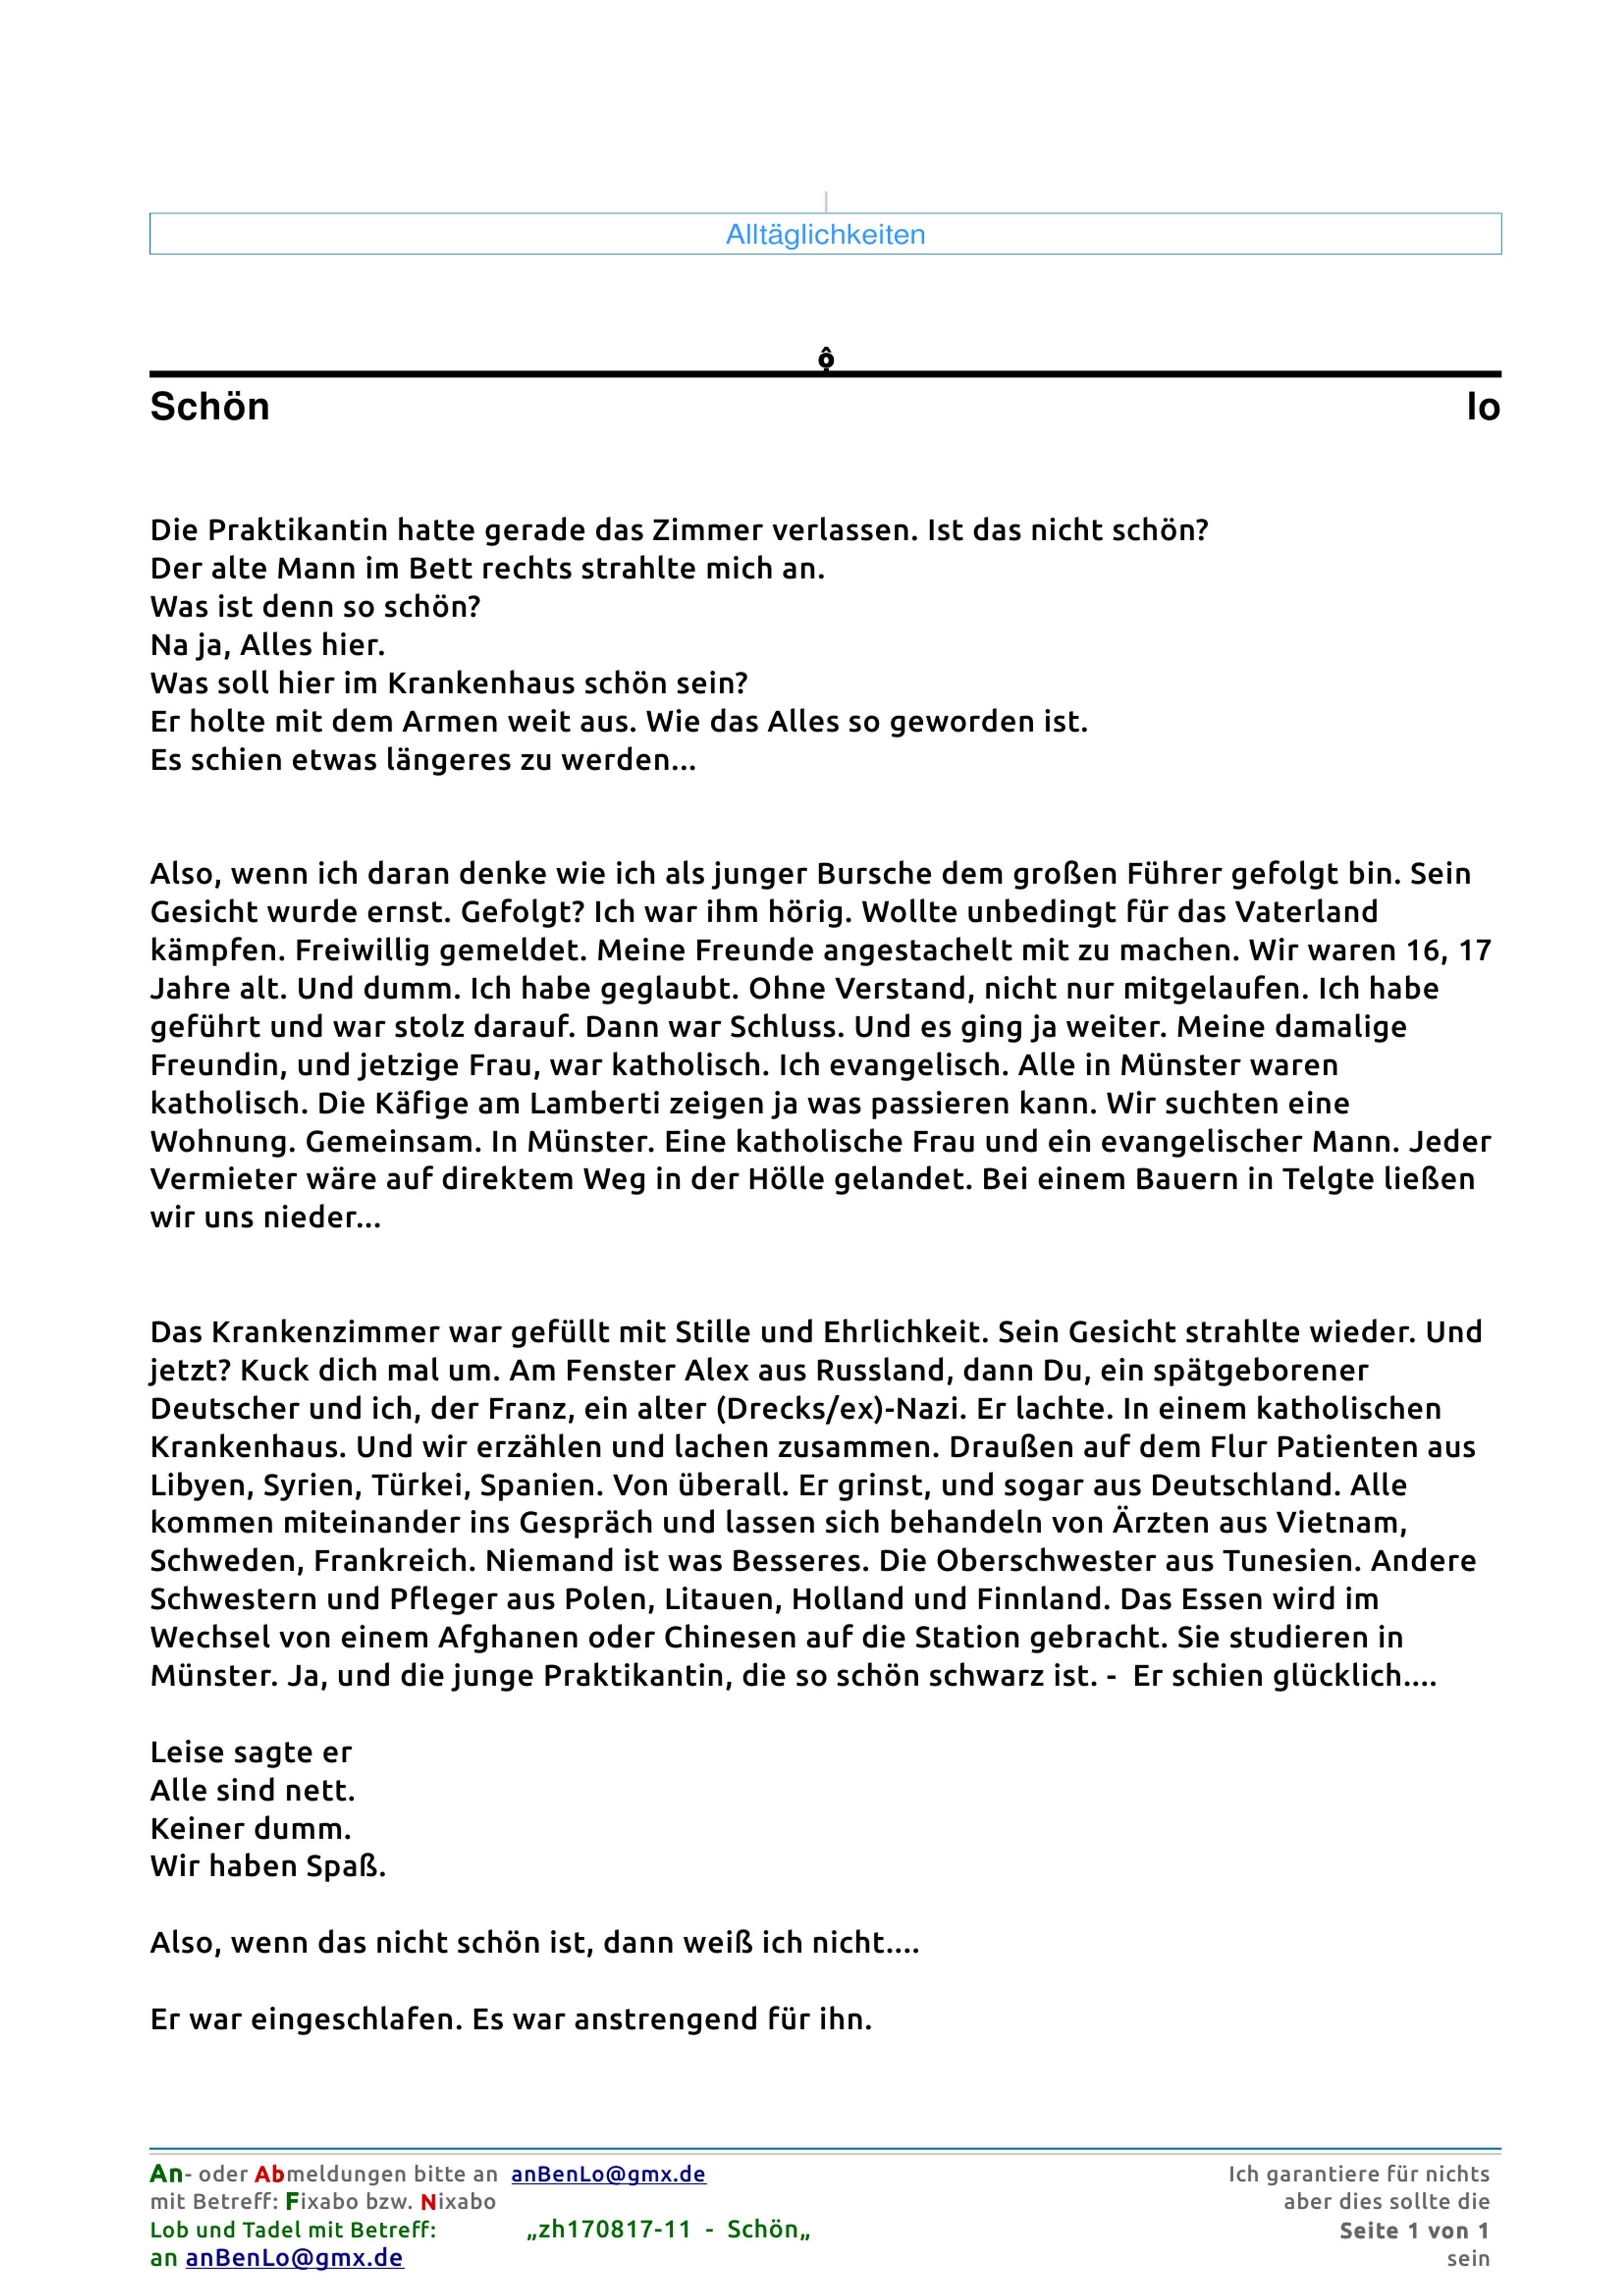 Alltäglichkeiten
Schön lo
Die Praktikantin hatte gerade das Zimmer verlassen. Ist das nicht schön?
Der alte Mann im Bett rechts strahlte mich an.
Was ist denn so schön?
Na ja, Alles hier.
Was soll hier im Krankenhaus schön sein?
Er holte mit dem Armen weit aus. Wie das Alles so geworden ist.
Es schien etwas längeres zu werden...
Also, wenn ich daran denke wie ich als junger Bursche dem großen Führer gefolgt bin. Sein
Gesicht wurde ernst. Gefolgt? Ich war ihm hörig. Wollte unbedingt für das Vaterland
kämpfen. Freiwillig gemeldet. Meine Freunde angestachelt mit zu machen. Wir waren 16, 17
Jahre alt. Und dumm. Ich habe geglaubt. Ohne Verstand, nicht nur mitgelaufen. Ich habe
geführt und war stolz darauf. Dann war Schluss. Und es ging ja weiter. Meine damalige
Freundin, und jetzige Frau, war katholisch. Ich evangelisch. Alle in Münster waren
katholisch. Die Käfige am Lamberti zeigen ja was passieren kann. Wir suchten eine
Wohnung. Gemeinsam. In Münster. Eine katholische Frau und ein evangelischer Mann. Jeder
Vermieter wäre auf direktem Weg in der Hölle gelandet. Bei einem Bauern in Telgte ließen
wir uns nieder...
Das Krankenzimmer war gefüllt mit Stille und Ehrlichkeit. Sein Gesicht strahlte wieder. Und
jetzt? Kuck dich mal um. Am Fenster Alex aus Russland, dann Du, ein spätgeborener
Deutscher und ich, der Franz, ein alter (Drecks/ex)-Nazi. Er lachte. In einem katholischen
Krankenhaus. Und wir erzählen und lachen zusammen. Draußen auf dem Flur Patienten aus
Libyen, Syrien, Türkei, Spanien. Von überall. Er grinst, und sogar aus Deutschland. Alle
kommen miteinander ins Gespräch und lassen sich behandeln von Ärzten aus Vietnam,
Schweden, Frankreich. Niemand ist was Besseres. Die Oberschwester aus Tunesien. Andere
Schwestern und Pfleger aus Polen, Litauen, Holland und Finnland. Das Essen wird im
Wechsel von einem Afghanen oder Chinesen auf die Station gebracht. Sie studieren in
Münster. Ja, und die junge Praktikantin, die so schön schwarz ist. - Er schien glücklich....
Leise sagte er
Alle sind nett.
Keiner dumm.
Wir haben Spaß.
Also, wenn das nicht schön ist, dann weiß ich nicht....
Er war eingeschlafen. Es war anstrengend für ihn.
An- oder Abmeldungen bitte an anBenLo@gmx.de Ich garantiere für nichts
mit Betreff: Fixabo bzw. Nixabo aber dies sollte die
Lob und Tadel mit Betreff: „zh170817-11 - Schön„ Seite 1 von 1
an anBenLo@gmx.de sein